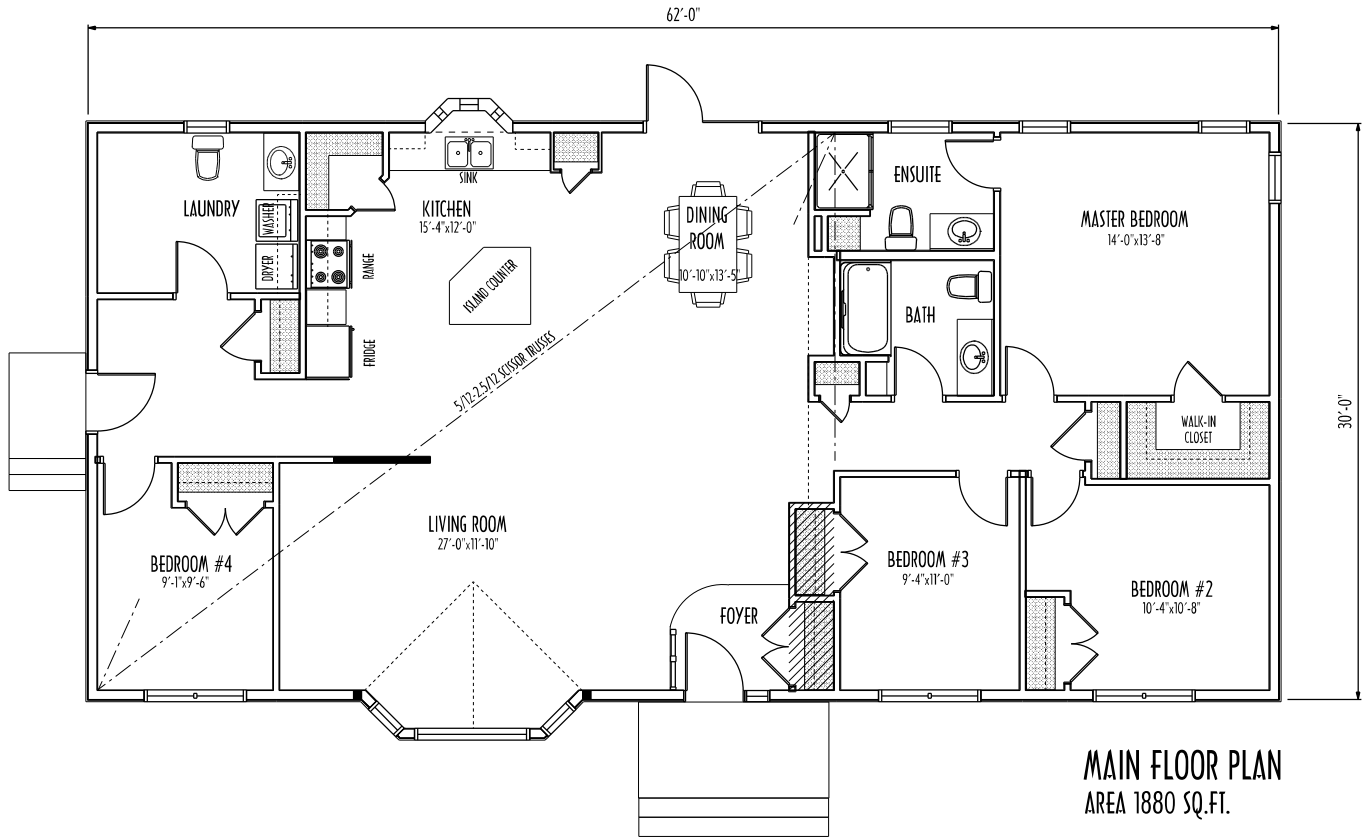 62'-0"
LAUNDRY
WASHER
DRYER
SINK
KITCHEN
15'-4"x12'-0"
RANGE
FRIDGE
ISLAND COUNTER
DINING
ROOM
10'-10"x13'-5"
ENSUITE
BATH
MASTER BEDROOM
14'-0"x13'-8"
WALK-IN
CLOSET
30'-0"
5/12-2.5/12 SCISSOR TRUSSES
LIVING ROOM
27'-0"x11'-10"
BEDROOM #4
9'-1"x9'-6"
FOYER
BEDROOM #3
9'-4"x11'-0"
BEDROOM #2
10'-4"x10'-8"
MAIN FLOOR PLAN
AREA 1880 SQ.FT.